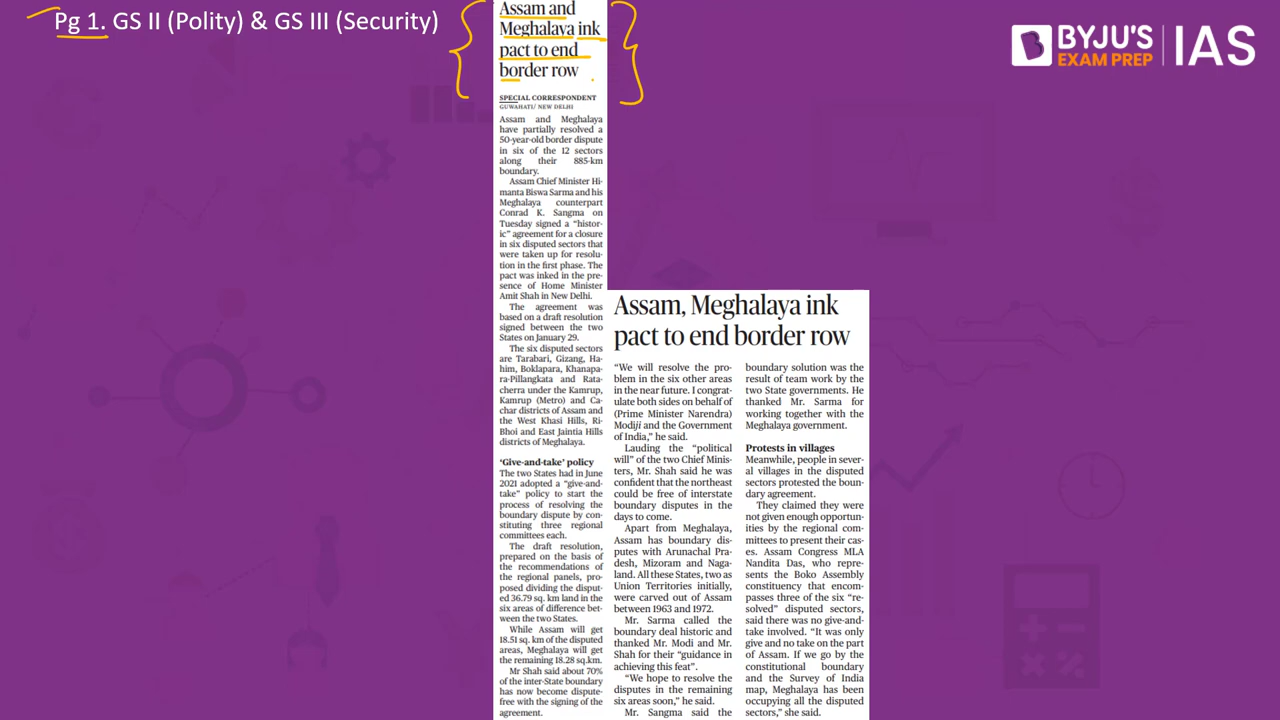 Pg 1. GS II (Polity) & GS III (Security)
BYJU'S
EXAM PREP
IAS
Assam and
Meghalaya ink
pact to end
border row
SPECIAL CORRESPONDENT
GUWAHATI/ NEW DELHI
Assam and Meghalaya
have partially resolved a
50-year-old border dispute
in six of the 12 sectors
along their 885-km
boundary.
Assam Chief Minister Hi-
manta Biswa Sarma and his
Meghalaya counterpart
Conrad K. Sangma on
Tuesday signed a “histor-
ic” agreement for a closure
in six disputed sectors that
were taken up for resolu-
tion in the first phase. The
pact was inked in the pre-
sence of Home Minister
Amit Shah in New Delhi.
The agreement was
based on a draft resolution
signed between the two
States on January 29.
The six disputed sectors
are Tarabari, Gizang, Ha-
him, Boklapara, Khanapa-
ra-Pillangkata and Rata-
cherra under the Kamrup,
Kamrup (Metro) and Ca-
char districts of Assam and
the West Khasi Hills, Ri-
Bhoi and East Jaintia Hills
districts of Meghalaya.
‘Give-and-take’ policy
The two States had in June
2021 adopted a “give-and-
take” policy to start the
process of resolving the
boundary dispute by con-
stituting three regional
committees each.
The draft resolution,
prepared on the basis of
the recommendations of
the regional panels, pro-
posed dividing the disput-
ed 36.79 sq. km land in the
six areas of difference bet-
ween the two States.
While Assam will get
18.51 sq. km of the disputed
areas, Meghalaya will get
the remaining 18.28 sq.km.
Mr Shah said about 70%
of the inter-State boundary
has now become dispute-
free with the signing of the
agreement.
Assam, Meghalaya ink
pact to end border row
“We will resolve the pro-
blem in the six other areas
in the near future. I congrat-
ulate both sides on behalf of
(Prime Minister Narendra)
Modiji and the Government
of India,” he said.
Lauding the “political
will” of the two Chief Minis-
ters, Mr. Shah said he was
confident that the northeast
could be free of interstate
boundary disputes in the
days to come.
Apart from Meghalaya,
Assam has boundary dis-
putes with Arunachal Pra-
desh, Mizoram and Naga-
land. All these States, two as
Union Territories initially,
were carved out of Assam
between 1963 and 1972.
Mr. Sarma called the
boundary deal historic and
thanked Mr. Modi and Mr.
Shah for their “guidance in
achieving this feat”.
“We hope to resolve the
disputes in the remaining
six areas soon,” he said.
Mr. Sangma said the
boundary solution was the
result of team work by the
two State governments. He
thanked Mr. Sarma for
working together with the
Meghalaya government.
Protests in villages
Meanwhile, people in sever-
al villages in the disputed
sectors protested the boun-
dary agreement.
They claimed they were
not given enough opportun-
ities by the regional com-
mittees to present their cas-
es. Assam Congress MLA
Nandita Das, who repre-
sents the Boko Assembly
constituency that encom-
passes three of the six “re-
solved” disputed sectors,
said there was no give-and-
take involved. “It was only
give and no take on the part
of Assam. If we go by the
constitutional boundary
and the Survey of India
map, Meghalaya has been
occupying all the disputed
sectors,” she said.